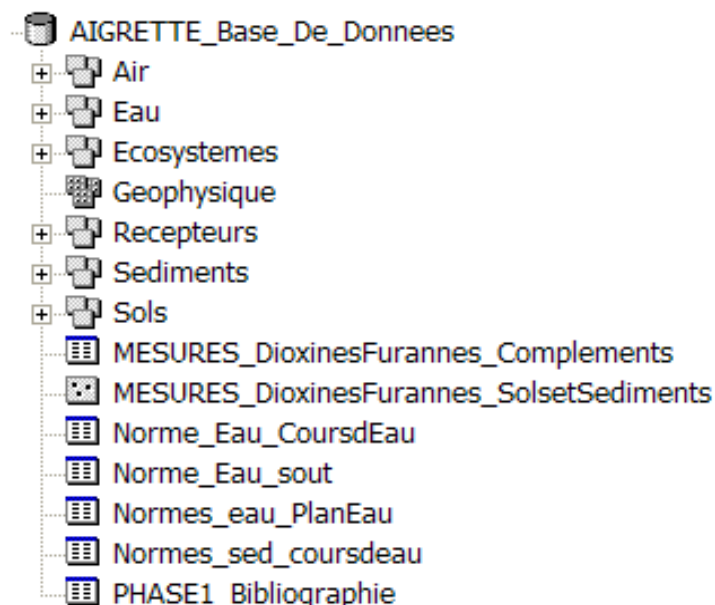 AIGRETTE_Base_De_Donnees
Air
Eau
Ecosystemes
Geophysique
Recepteurs
Sediments
Sols
MESURES_DioxinesFurannes_Complements
MESURES_DioxinesFurannes_SolsetSediments
Norme_Eau_CoursdEau
Norme_Eau_sout
Normes_eau_PlanEau
Normes_sed_coursdeau
PHASE1_Bibliographie